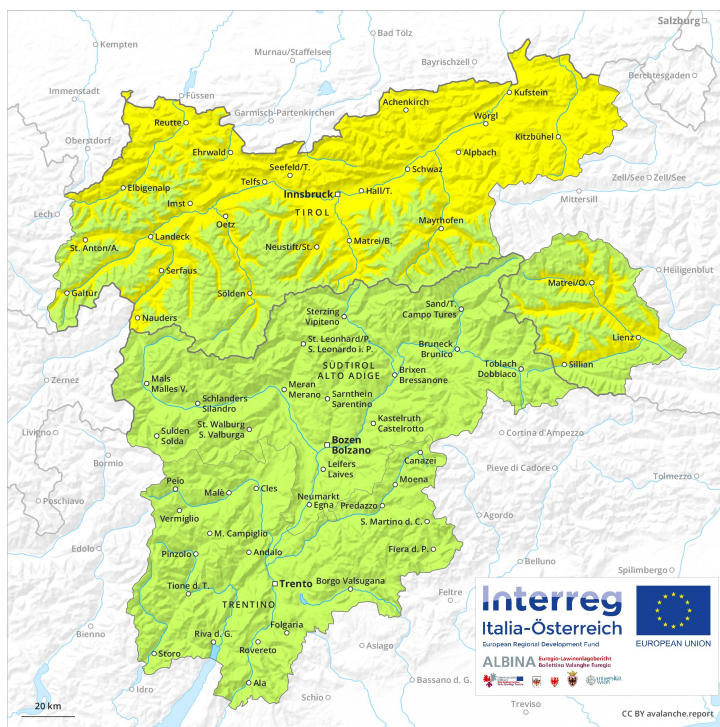 Salzburg
Bad Tölz
Kempten
Murnau/Staffelsee
Bayrischzell
Berchtesgaden
Immenstadt
Füssen
Garmisch-Partenkirchen
Achenkirch
Kufstein
Reutte
Wörgl
Oberstdorf
Ehrwald
Kitzbühel
Alpbach
Seefeld/T.
Schwaz
Zell/See
Zell/See
Elbigenalp
Telfs
Innsbruck
Hall/T.
Mittersill
Lech
Imst
TIROL
Oetz
Mayrhofen
St. Anton/A.
Landeck
Neustift/St.
Matrei/B.
Serfaus
Heiligenblut
Galtür
Sölden
Matrei/O.
Nauders
Sterzing
Vipiteno
Sand/T.
Campo Tures
Lienz
St. Leonhard/P.
S. Leonardo i. P.
Bruneck
Brunico
Toblach
Dobbiaco
Sillian
SÜDTIROL
ALTO ADIGE
Brixen
Bressanone
Zernez
Mals
Malles V.
Meran
Merano
Schlanders
Silandro
Sarnthein
Sarentino
Kastelruth
Castelrotto
Livigno
Sulden
Solda
St. Walburg
S. Valburga
Cortina d'Ampezzo
Bozen
Bolzano
Bormio
Canazei
Pieve di Cadore
Leifers
Laives
Tolmezzo
Poschiavo
Peio
Malè
Cles
Neumarkt
Egna
Moena
Predazzo
Agordo
Vermiglio
S. Martino d. C.
M. Campiglio
Edolo
Pinzolo
Andalo
Fiera d. P.
Belluno
Spilimbergo
Tione d. T.
Trento
Borgo Valsugana
Feltre
TRENTINO
Folgaria
Bienno
Riva d. G.
Rovereto
Asiago
Storo
Idro
Ala
Schio
Bassano d. G.
Treviso
20 km
Interreg
Italia-Österreich
European Regional Development Fund
EUROPEAN UNION
ALBINA
Euregio-Lawinenlagebericht
Bollettino Valanghe Euregio
universität
wien
CC BY avalanche.report